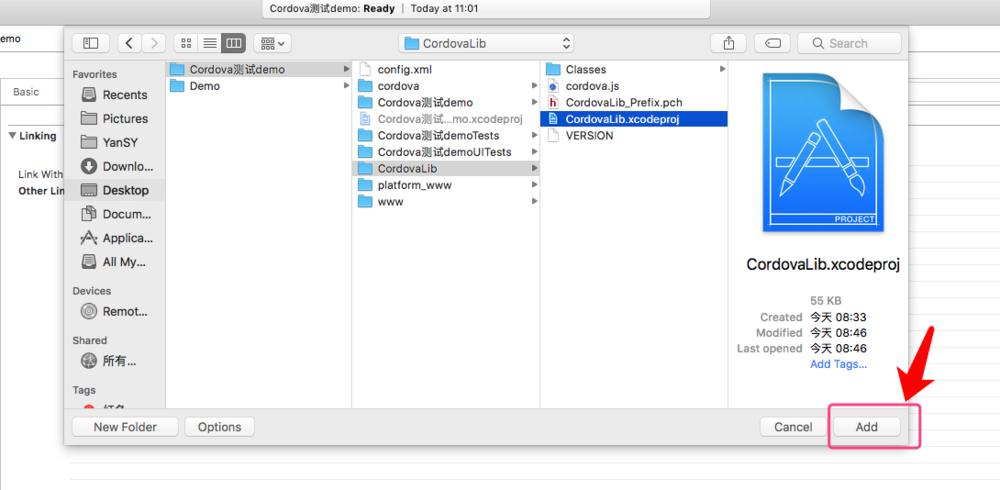 Cordova测试demo: Ready | Today at 11:01
emo
CordovaLib
Search
Basic
Linking
Link With
Other Lin
Favorites
Recents
Pictures
YanSY
Downlo...
Desktop
Docum...
Applica...
All My...
Devices
Remot...
Shared
所有...
Tags
红色
Cordova测试demo
Demo
config.xml
cordova
Cordova测试demo
Cordova测试...mo.xcodeproj
Cordova测试demoTests
Cordova测试demoUITests
CordovaLib
platform_www
www
Classes
cordova.js
CordovaLib_Prefix.pch
CordovaLib.xcodeproj
VERSION
PROJECT
CordovaLib.xcodeproj
55 KB
Created 今天 08:33
Modified 今天 08:46
Last opened 今天 08:46
Add Tags...
New Folder
Options
Cancel
Add